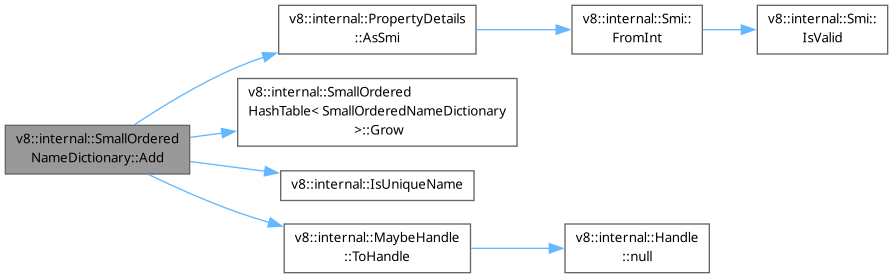 v8::internal::PropertyDetails
::AsSmi
v8::internal::Smi::
FromInt
v8::internal::Smi::
IsValid
v8::internal::SmallOrdered
HashTable< SmallOrderedNameDictionary
>::Grow
v8::internal::SmallOrdered
NameDictionary::Add
v8::internal::IsUniqueName
v8::internal::MaybeHandle
::ToHandle
v8::internal::Handle
::null